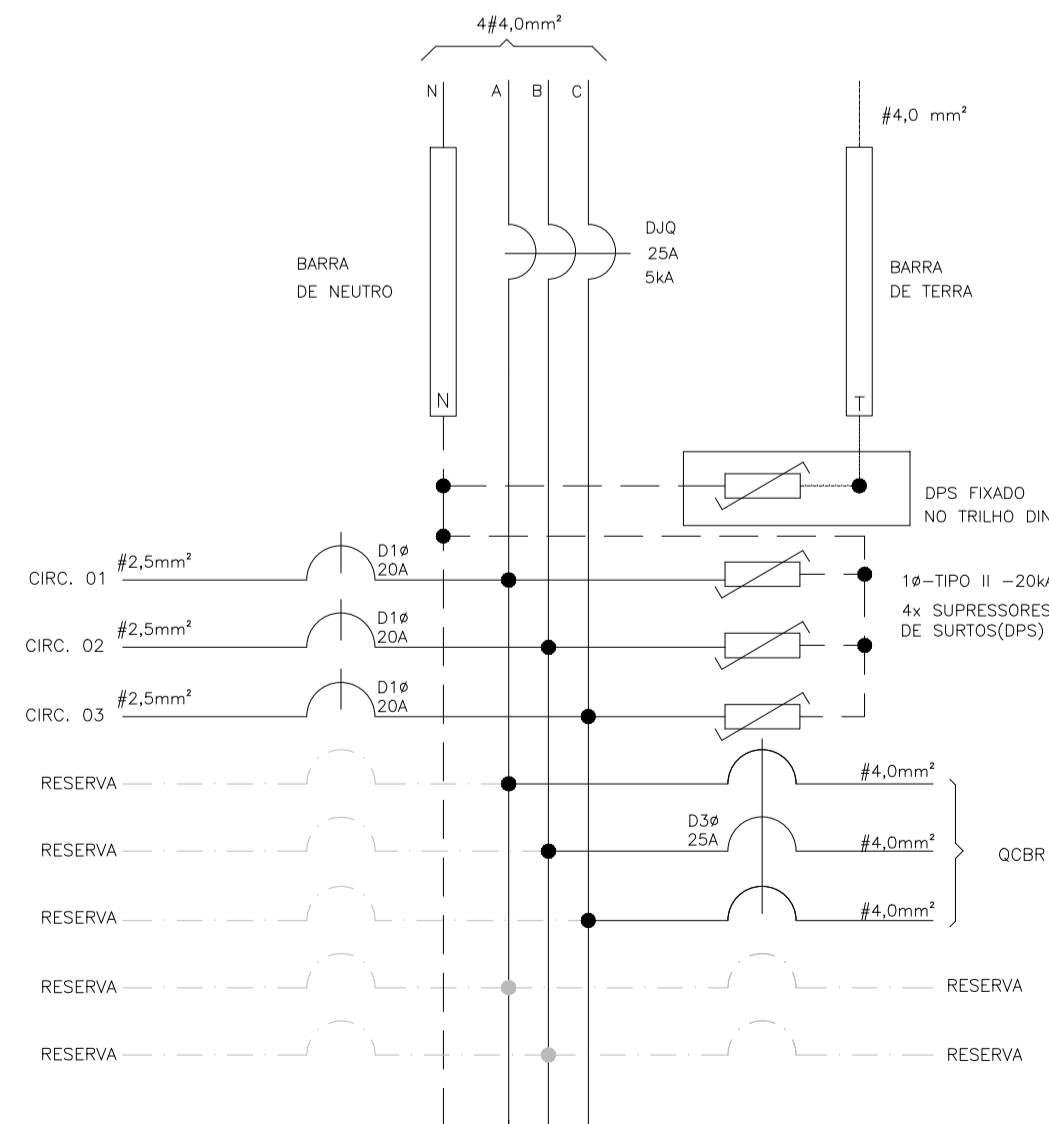 4#4,0mm²
N A B C
#4,0 mm²
DJQ
25A
5kA
BARRA
DE NEUTRO
BARRA
DE TERRA
N
T
DPS FIXADO
NO TRILHO DIN
CIRC. 01
#2,5mm²
D1ø
20A
1ø-TIPO II -20kA
4x SUPRESSORES
DE SURTOS(DPS)
CIRC. 02
#2,5mm²
D1ø
20A
CIRC. 03
#2,5mm²
D1ø
20A
RESERVA
#4,0mm²
RESERVA
D3ø
25A
#4,0mm²
QCBR
RESERVA
#4,0mm²
RESERVA
RESERVA
RESERVA
RESERVA